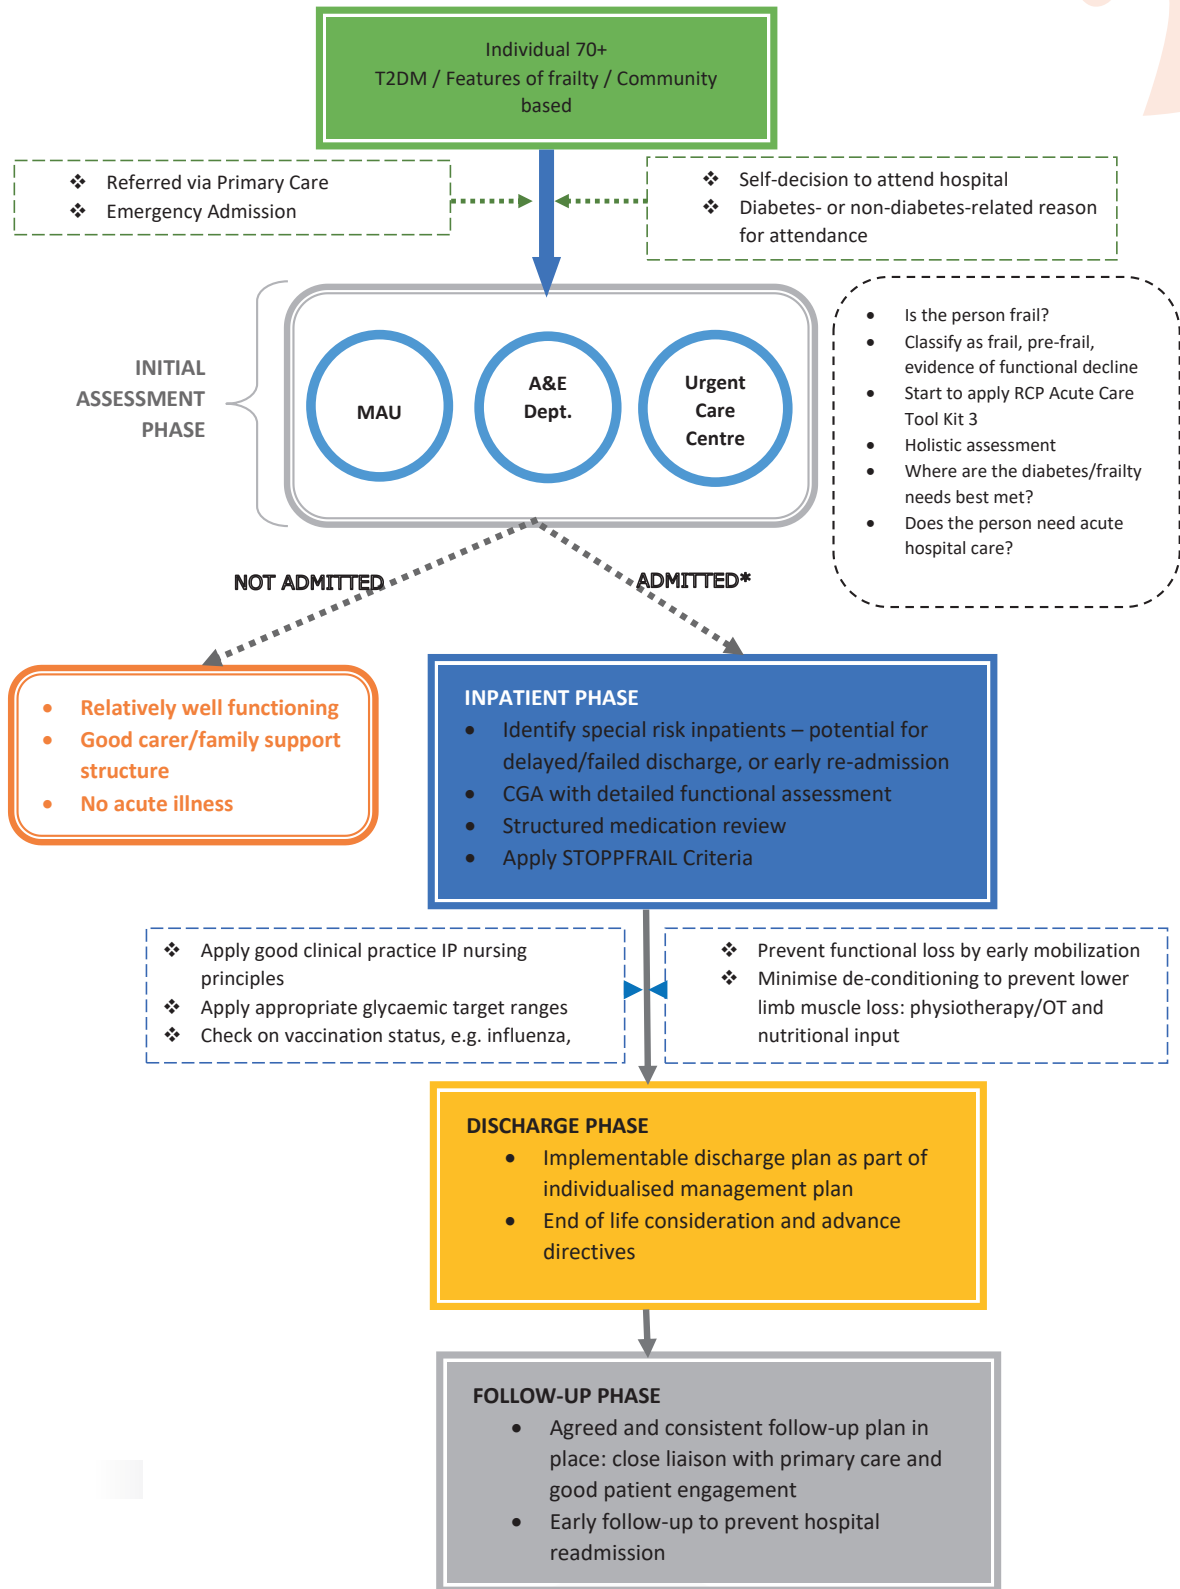 Individual 70+
T2DM / Features of frailty / Community
based
❖ Referred via Primary Care
❖ Emergency Admission
❖ Self-decision to attend hospital
❖ Diabetes- or non-diabetes-related reason
for attendance
INITIAL
ASSESSMENT
PHASE
MAU
A&E
Dept.
Urgent
Care
Centre
• Is the person frail?
• Classify as frail, pre-frail,
evidence of functional decline
• Start to apply RCP Acute Care
Tool Kit 3
• Holistic assessment
• Where are the diabetes/frailty
needs best met?
• Does the person need acute
hospital care?
NOT ADMITTED
ADMITTED*
• Relatively well functioning
• Good carer/family support
structure
• No acute illness
INPATIENT PHASE
• Identify special risk inpatients – potential for
delayed/failed discharge, or early re-admission
• CGA with detailed functional assessment
• Structured medication review
• Apply STOPPFRAIL Criteria
❖ Apply good clinical practice IP nursing
principles
❖ Apply appropriate glycaemic target ranges
❖ Check on vaccination status, e.g. influenza,
❖ Prevent functional loss by early mobilization
❖ Minimise de-conditioning to prevent lower
limb muscle loss: physiotherapy/OT and
nutritional input
DISCHARGE PHASE
• Implementable discharge plan as part of
individualised management plan
• End of life consideration and advance
directives
FOLLOW-UP PHASE
• Agreed and consistent follow-up plan in
place: close liaison with primary care and
good patient engagement
• Early follow-up to prevent hospital
readmission